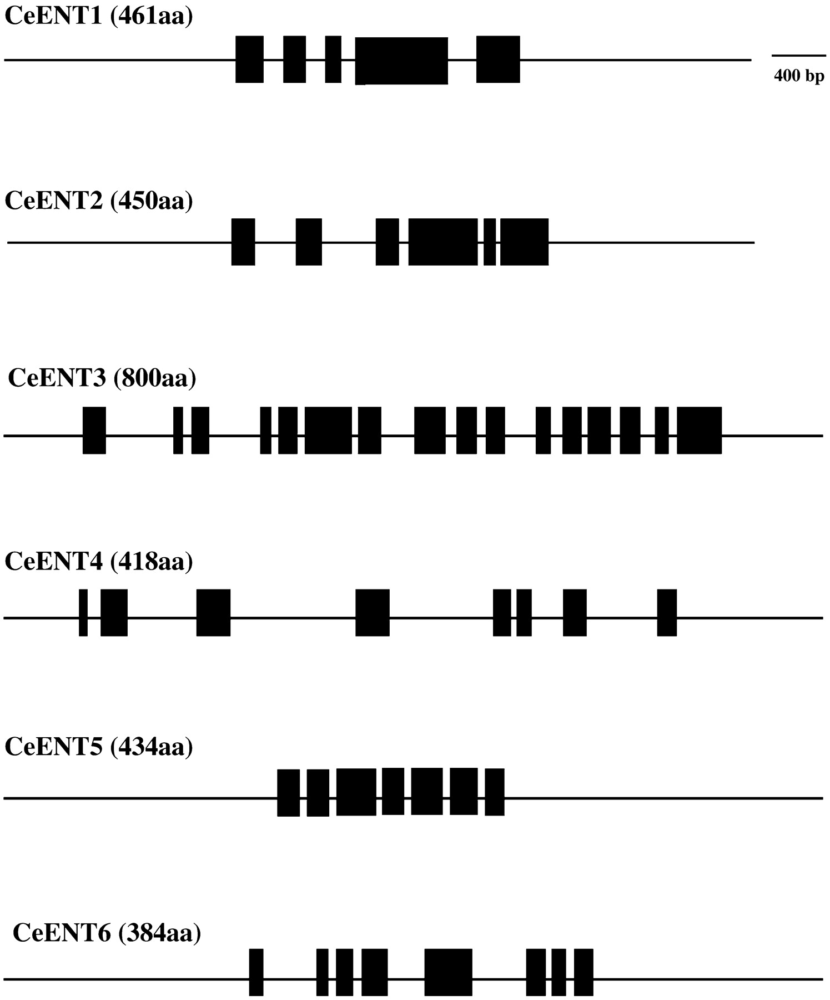 CeENT1 (461aa)
400 bp
CeENT2 (450aa)
CeENT3 (800aa)
CeENT4 (418aa)
CeENT5 (434aa)
CeENT6 (384aa)